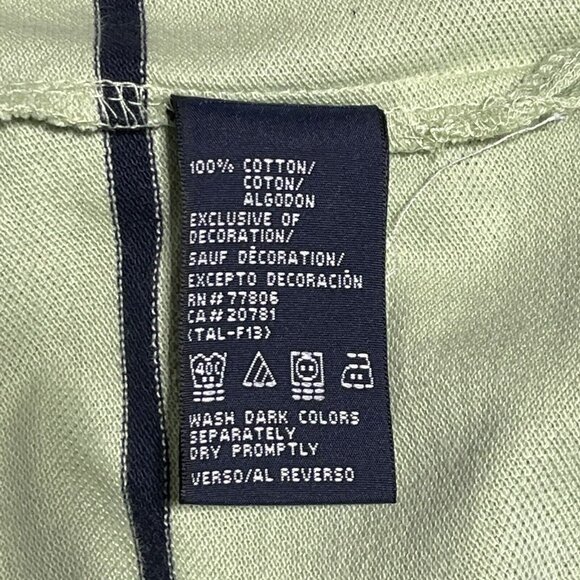 100% COTTON/
COTON/
ALGODON
EXCLUSIVE OF
DECORATION/
SAUF DÉCORATION/
EXCEPTO DECORACIÓN
RN# 77806
CA# 20781
(TAL-F13)
40
WASH DARK COLORS
SEPARATELY
DRY PROMPTLY
VERSO/AL REVERSO